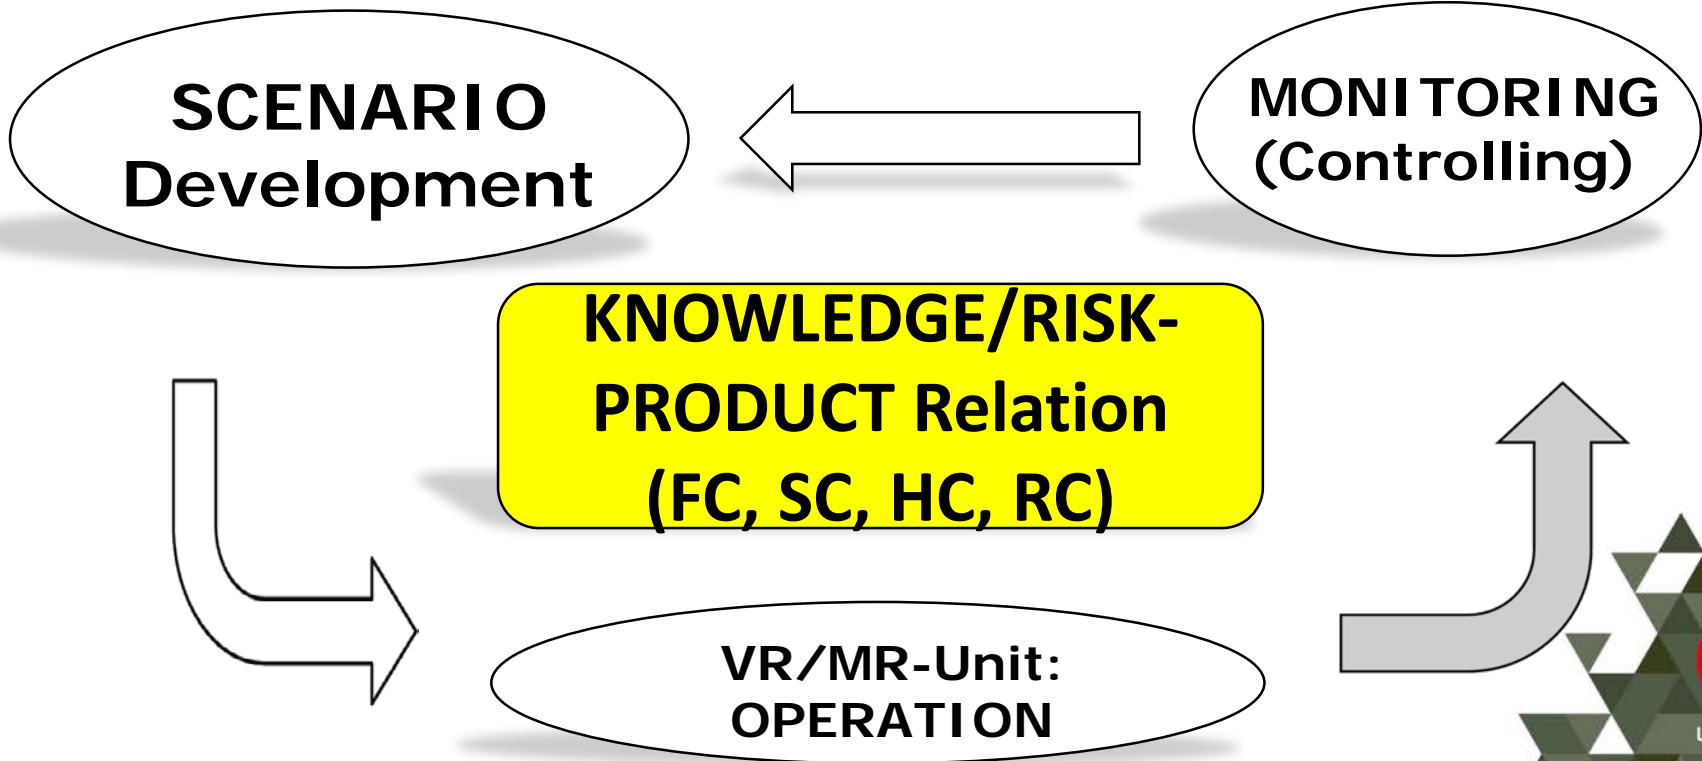 SCENARIO
Development
MONITORING
(Controlling)
KNOWLEDGE/RISK-
PRODUCT Relation
(FC, SC, HC, RC)
VR/MR-Unit:
OPERATION